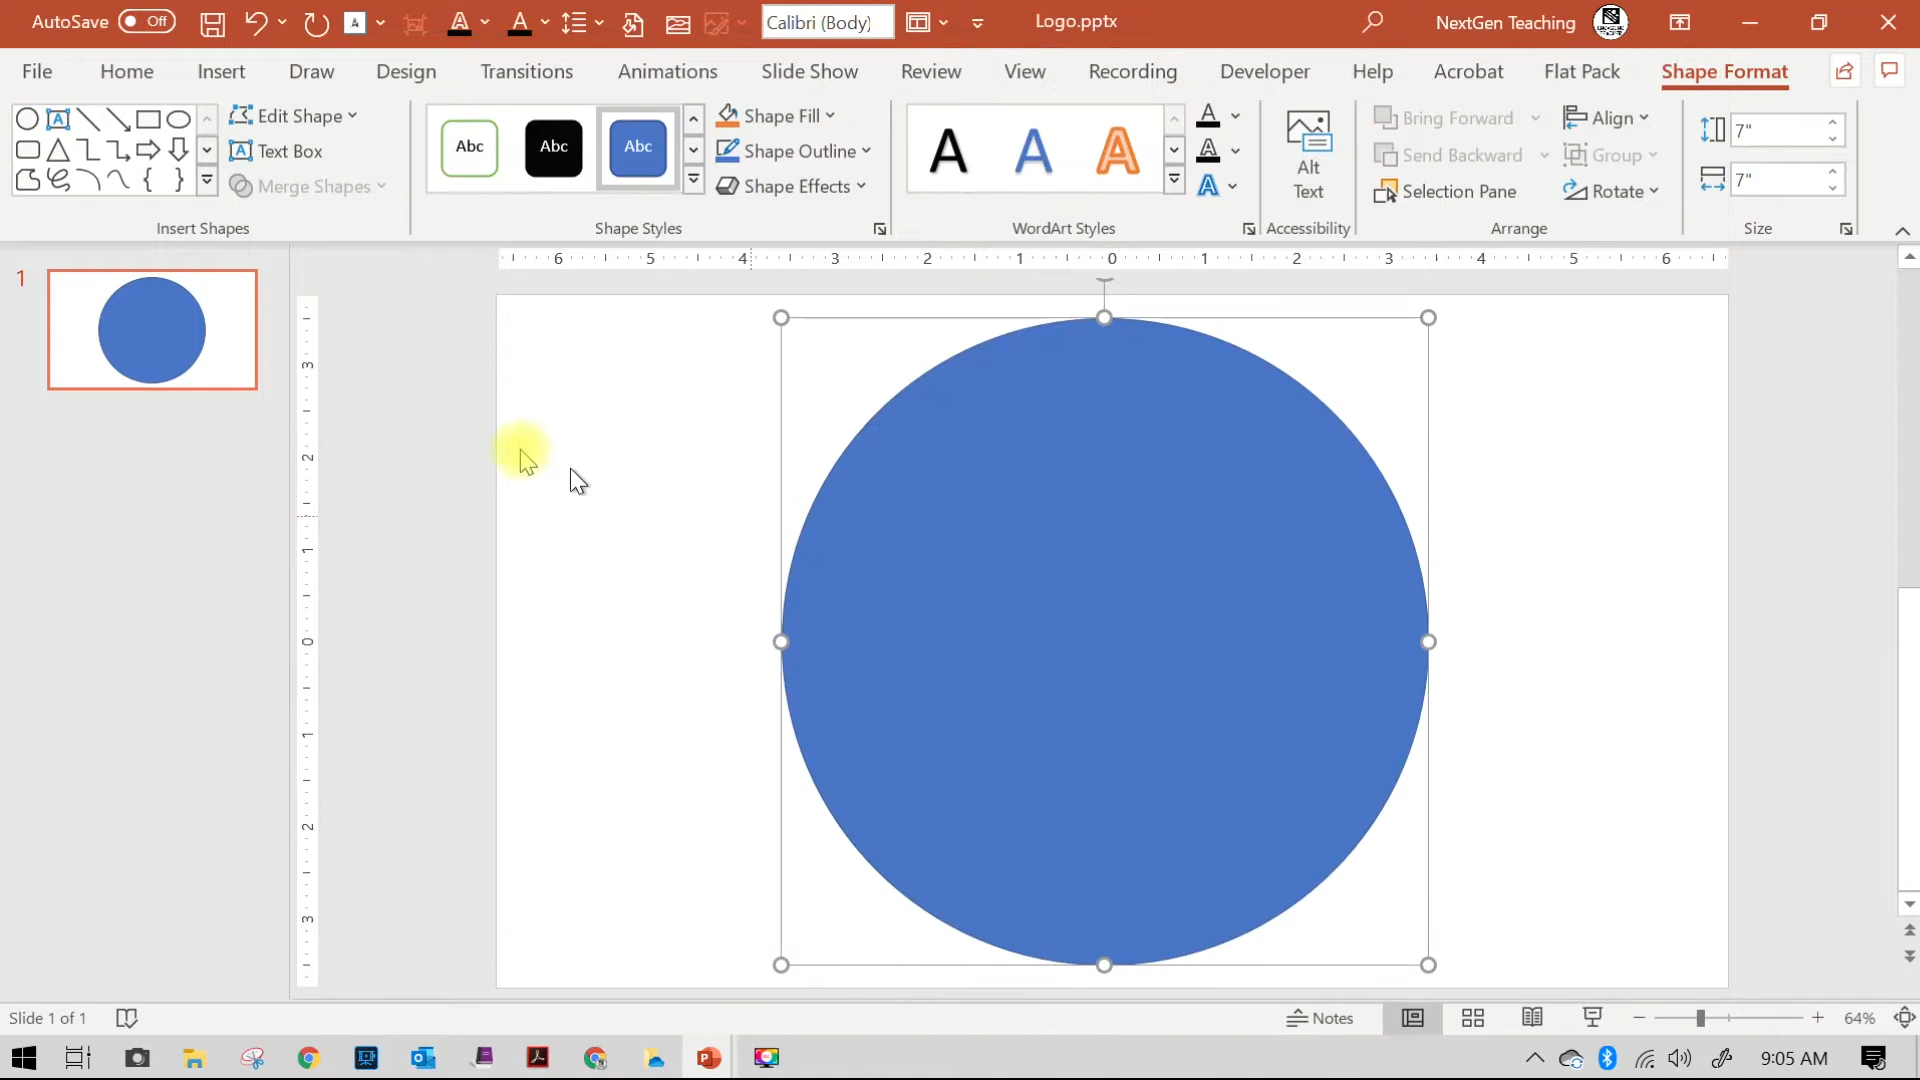 AutoSave Off A A A Calibri (Body) Logo.pptx NextGen Teaching
File Home Insert Draw Design Transitions Animations Slide Show Review View Recording Developer Help Acrobat Flat Pack Shape Format
Edit Shape
Text Box
Merge Shapes
Insert Shapes
Abc Abc Abc
Shape Fill
Shape Outline
Shape Effects
Shape Styles
A A A
A
A
A
WordArt Styles
Alt
Text
Accessibility
Bring Forward
Send Backward
Selection Pane
Align
Group
Rotate
Arrange
7"
7"
Size
6 5 4 3 2 1 0 1 2 3 4 5 6
1
3
2
1
0
1
2
3
Slide 1 of 1 Notes 64%
9:05 AM